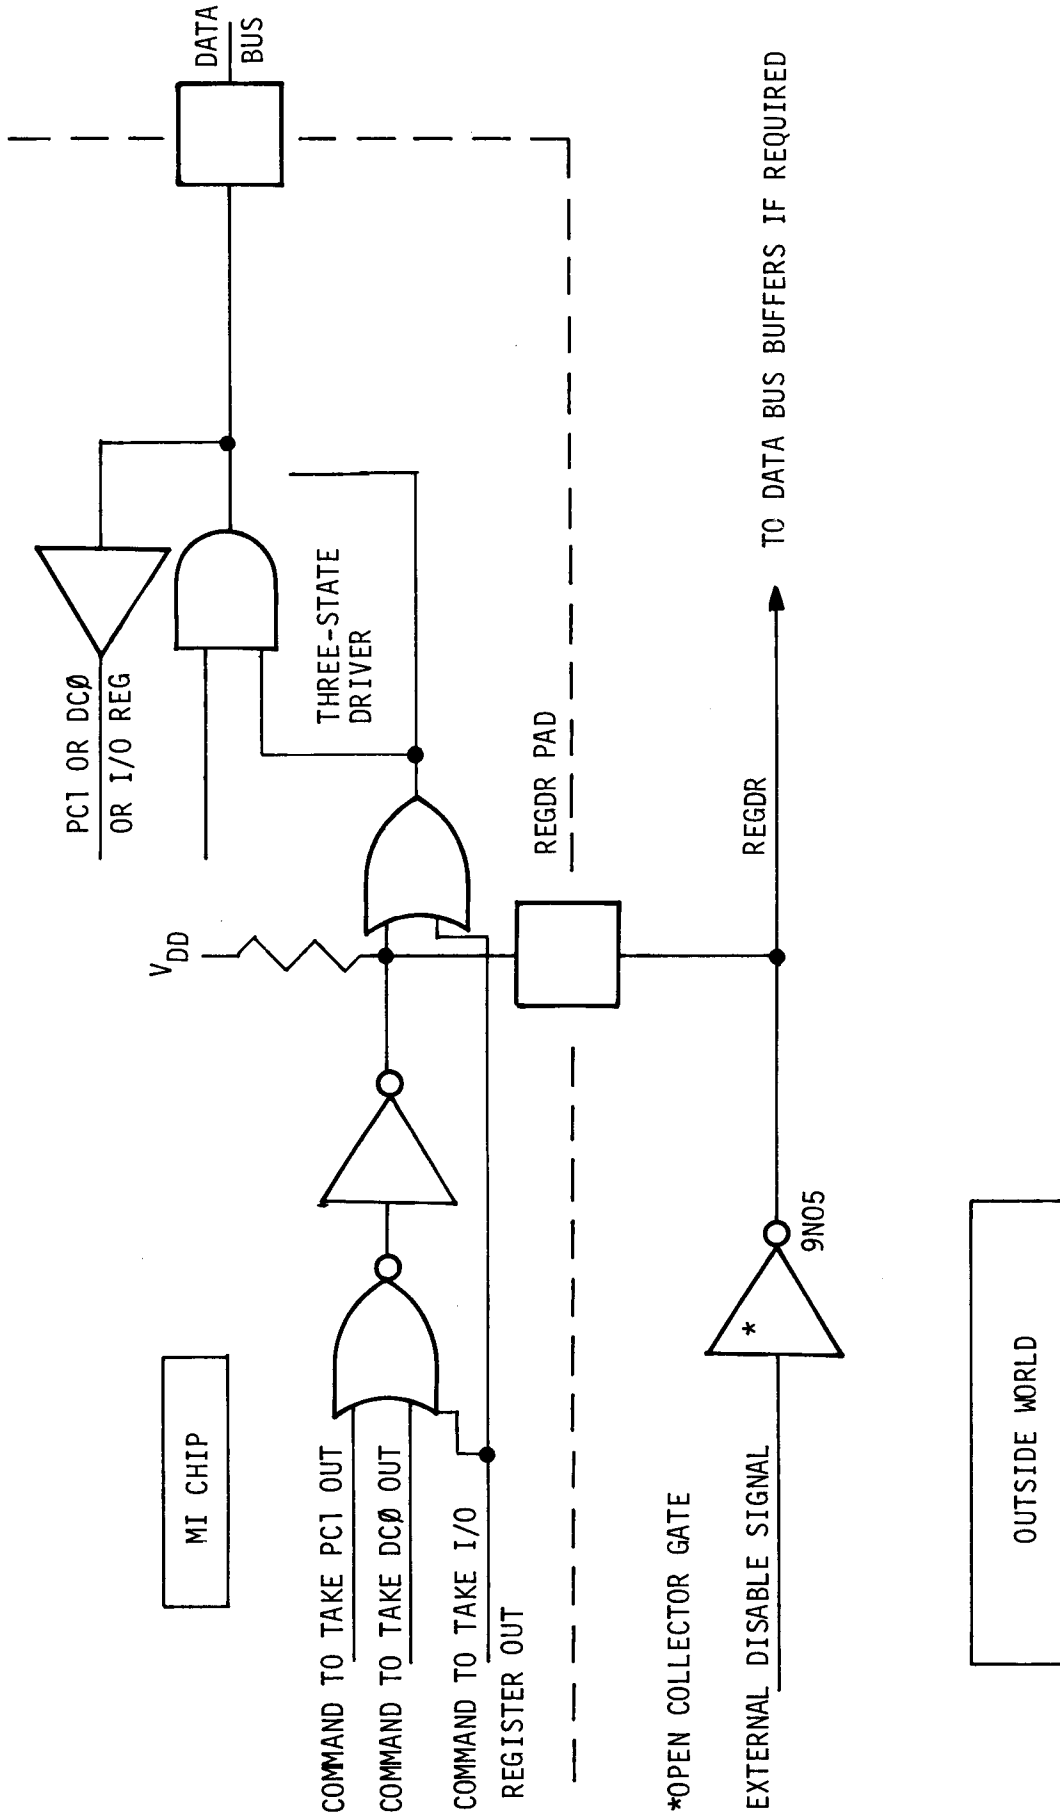 DATA
BUS
PC1 OR DCØ
OR I/O REG
THREE-STATE
DRIVER
VDD
MI CHIP
COMMAND TO TAKE PC1 OUT
COMMAND TO TAKE DCØ OUT
COMMAND TO TAKE I/O
REGISTER OUT
REGDR PAD
REGDR
TO DATA BUS BUFFERS IF REQUIRED
*
9N05
*OPEN COLLECTOR GATE
EXTERNAL DISABLE SIGNAL
OUTSIDE WORLD